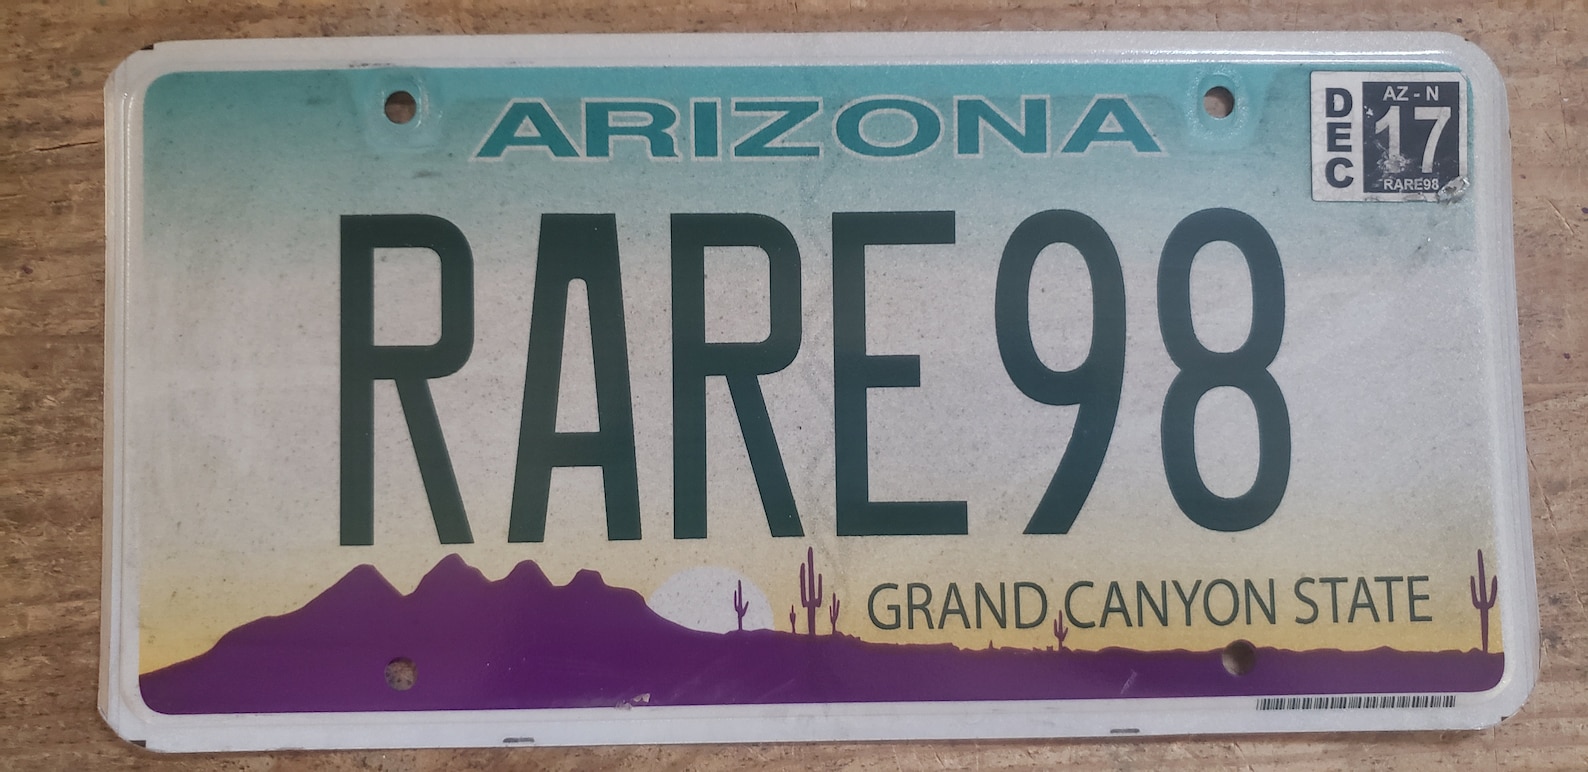 ARIZONA
DEC
AZ - N
17
RARE98
RARE98
GRAND CANYON STATE